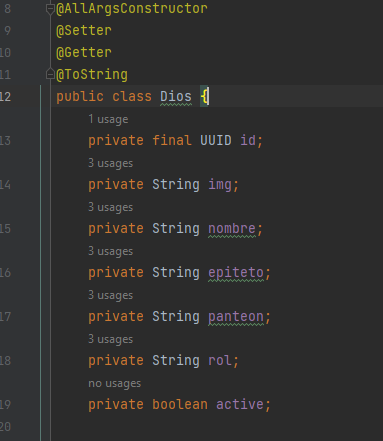 8 @AllArgsConstructor
9 @Setter
10 @Getter
11 @ToString
12 public class Dios {
1 usage
13 private final UUID id;
3 usages
14 private String img;
3 usages
15 private String nombre;
3 usages
16 private String epiteto;
3 usages
17 private String panteon;
3 usages
18 private String rol;
no usages
19 private boolean active;
20